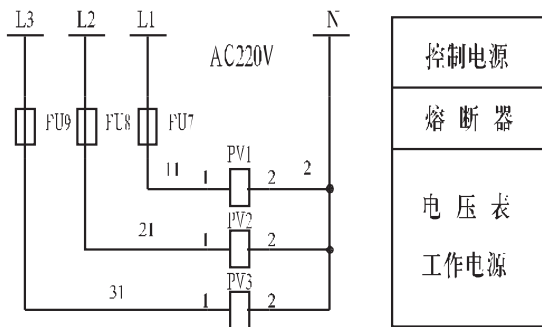 L3 L2 L1 N
AC220V
控制电源
FU9 FU8 FU7
熔断器
PV1
11 1 2 2
PV2
21 1 2
电压表
PV3
工作电源
31 1 2